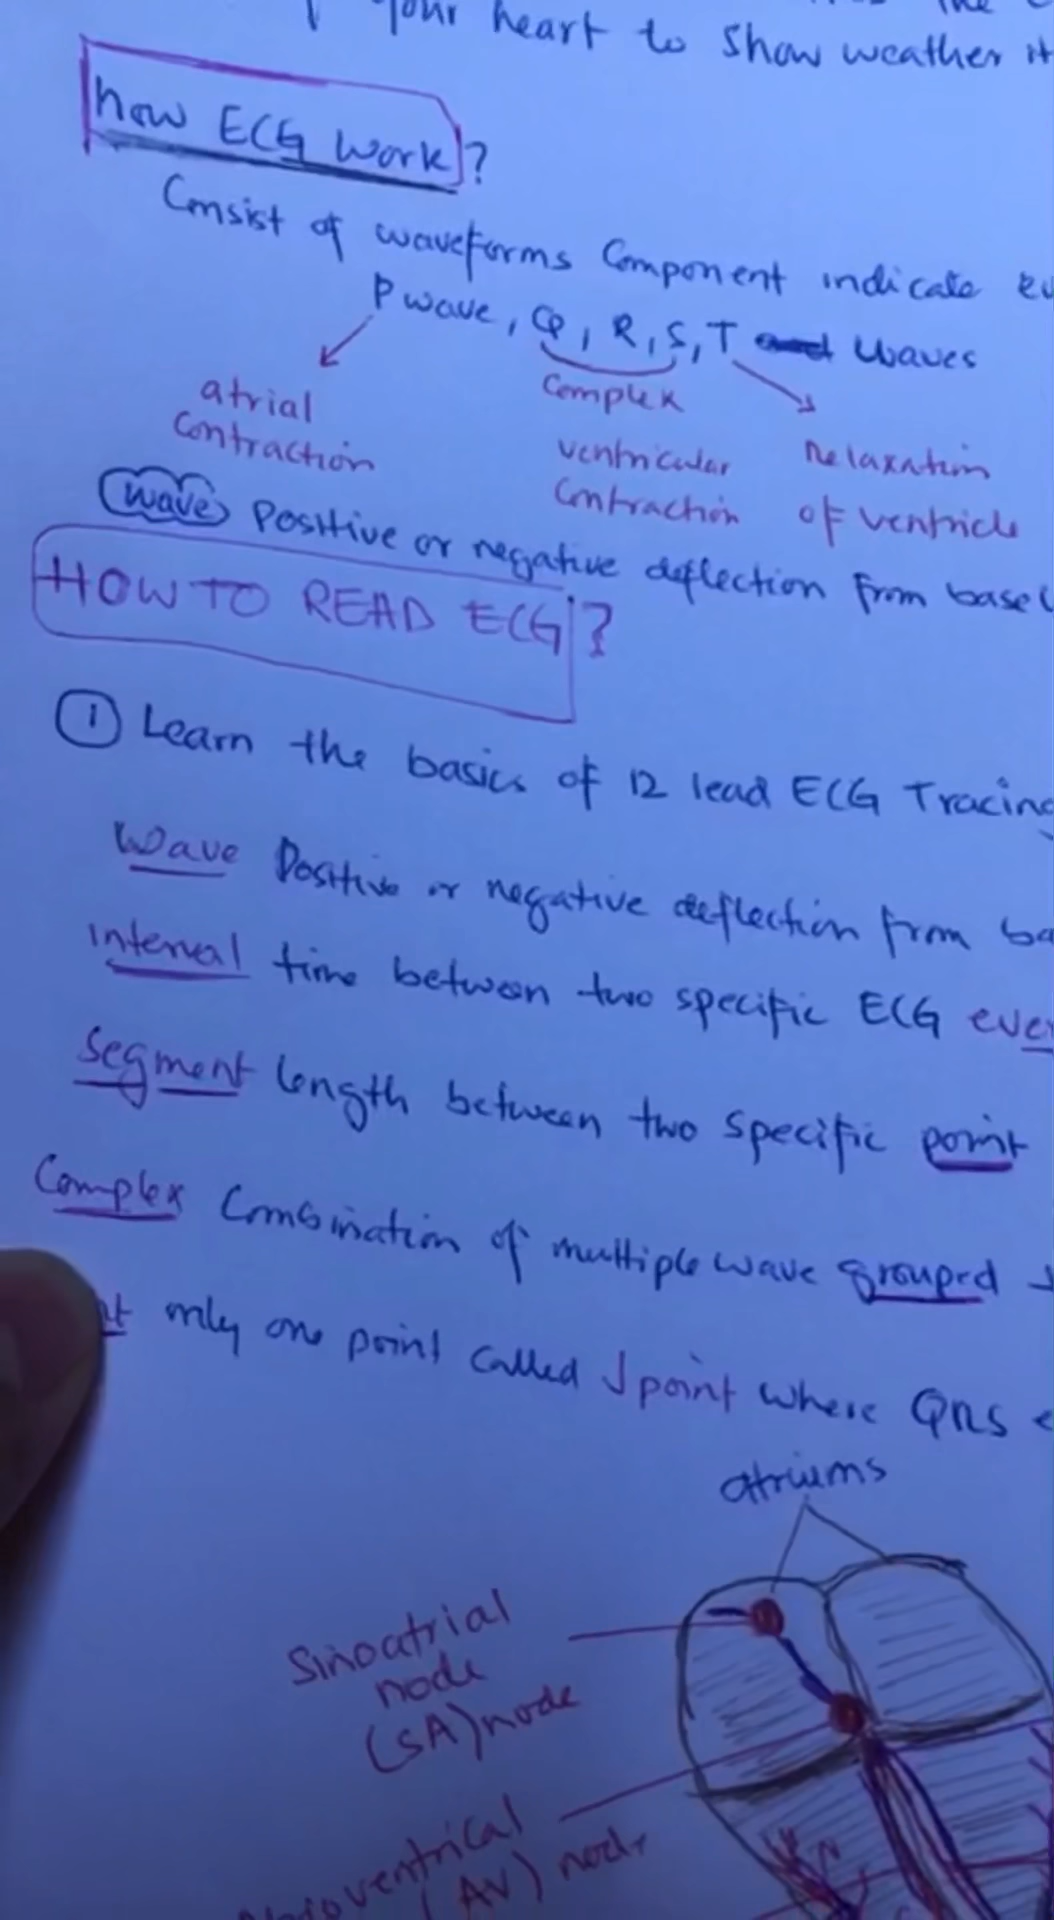 your heart to show weather it
how ECG work ?
Consist of waveforms Component indicate
P wave, Q, R, S, T waves
atrial
contraction
Complex
ventricular
contraction
Relaxation
of ventricle
wave Positive or negative deflection from base
HOW TO READ ECG ?
① Learn the basics of 12 lead ECG Tracing
Wave Positive or negative deflection from ba
interval time between two specific ECG eve
Segment length between two specific point
Complex Combination of multiple wave grouped
only one point called J point where QRS
atriums
Sinoatrial
node
(SA) node
(AV) node